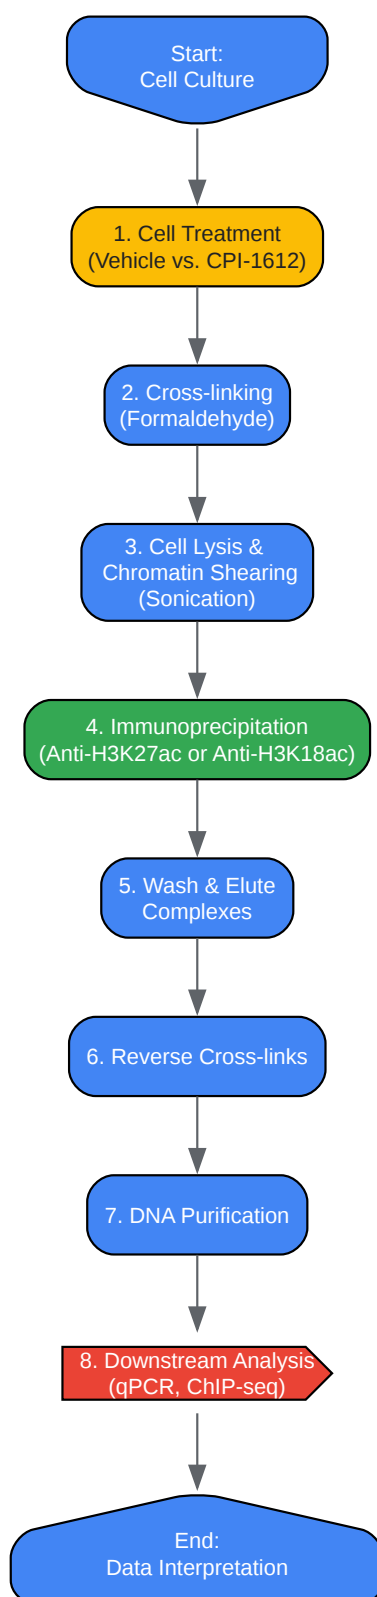 Start:
Cell Culture
1. Cell Treatment
(Vehicle vs. CPI-1612)
2. Cross-linking
(Formaldehyde)
3. Cell Lysis &
Chromatin Shearing
(Sonication)
4. Immunoprecipitation
(Anti-H3K27ac or Anti-H3K18ac)
5. Wash & Elute
Complexes
6. Reverse Cross-links
7. DNA Purification
8. Downstream Analysis
(qPCR, ChIP-seq)
End:
Data Interpretation